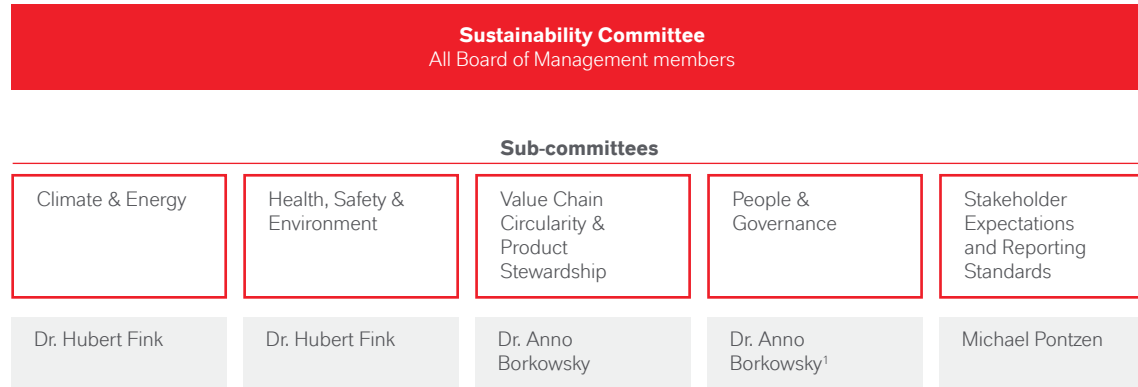 Sustainability Committee
All Board of Management members
Sub-committees
Climate & Energy
Health, Safety &
Environment
Value Chain
Circularity &
Product
Stewardship
People &
Governance
Stakeholder
Expectations
and Reporting
Standards
Dr. Hubert Fink
Dr. Hubert Fink
Dr. Anno
Borkowsky
Dr. Anno
Borkowsky¹
Michael Pontzen